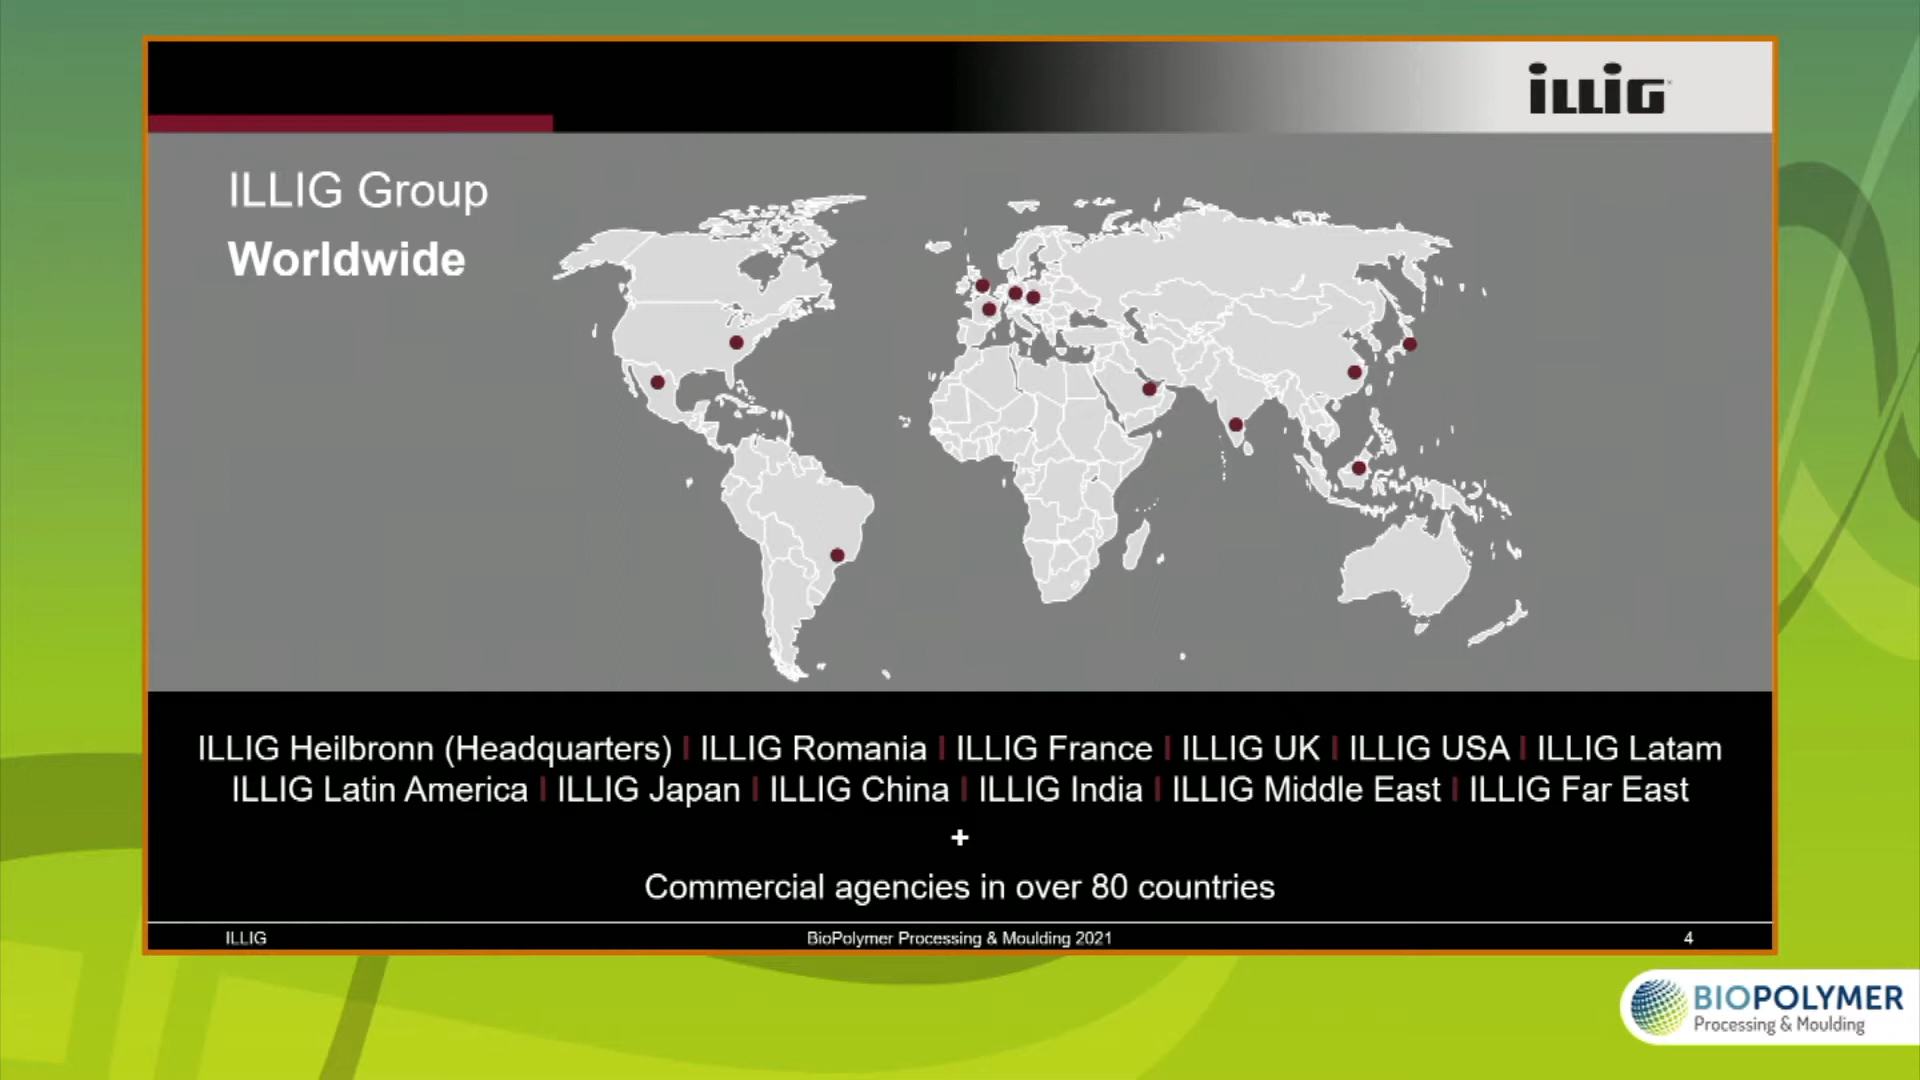 illig
ILLIG Group
Worldwide
ILLIG Heilbronn (Headquarters) I ILLIG Romania I ILLIG France I ILLIG UK I ILLIG USA I ILLIG Latam
ILLIG Latin America I ILLIG Japan I ILLIG China I ILLIG India I ILLIG Middle East I ILLIG Far East
+
Commercial agencies in over 80 countries
ILLIG BioPolymer Processing & Moulding 2021 4
BIOPOLYMER
Processing & Moulding